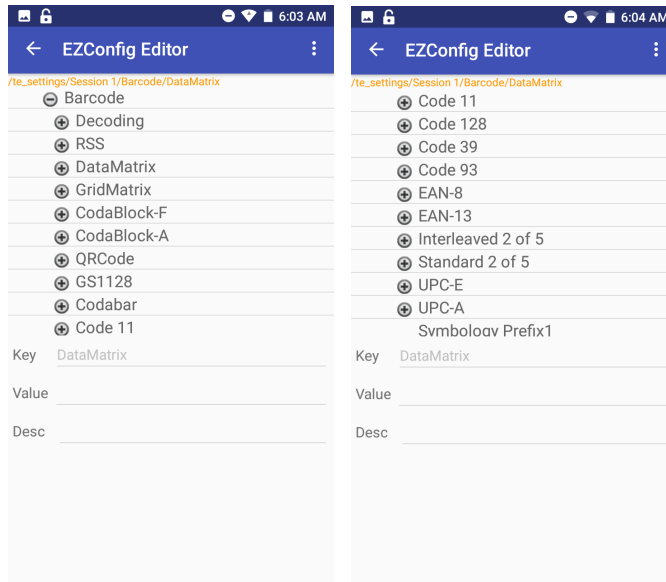 6:03 AM
EZConfig Editor
/te_settings/Session 1/Barcode/DataMatrix
Barcode
Decoding
RSS
DataMatrix
GridMatrix
CodaBlock-F
CodaBlock-A
QRCode
GS1128
Codabar
Code 11
Key DataMatrix
Value
Desc
6:04 AM
EZConfig Editor
/te_settings/Session 1/Barcode/DataMatrix
Code 11
Code 128
Code 39
Code 93
EAN-8
EAN-13
Interleaved 2 of 5
Standard 2 of 5
UPC-E
UPC-A
Symbology Prefix1
Key DataMatrix
Value
Desc